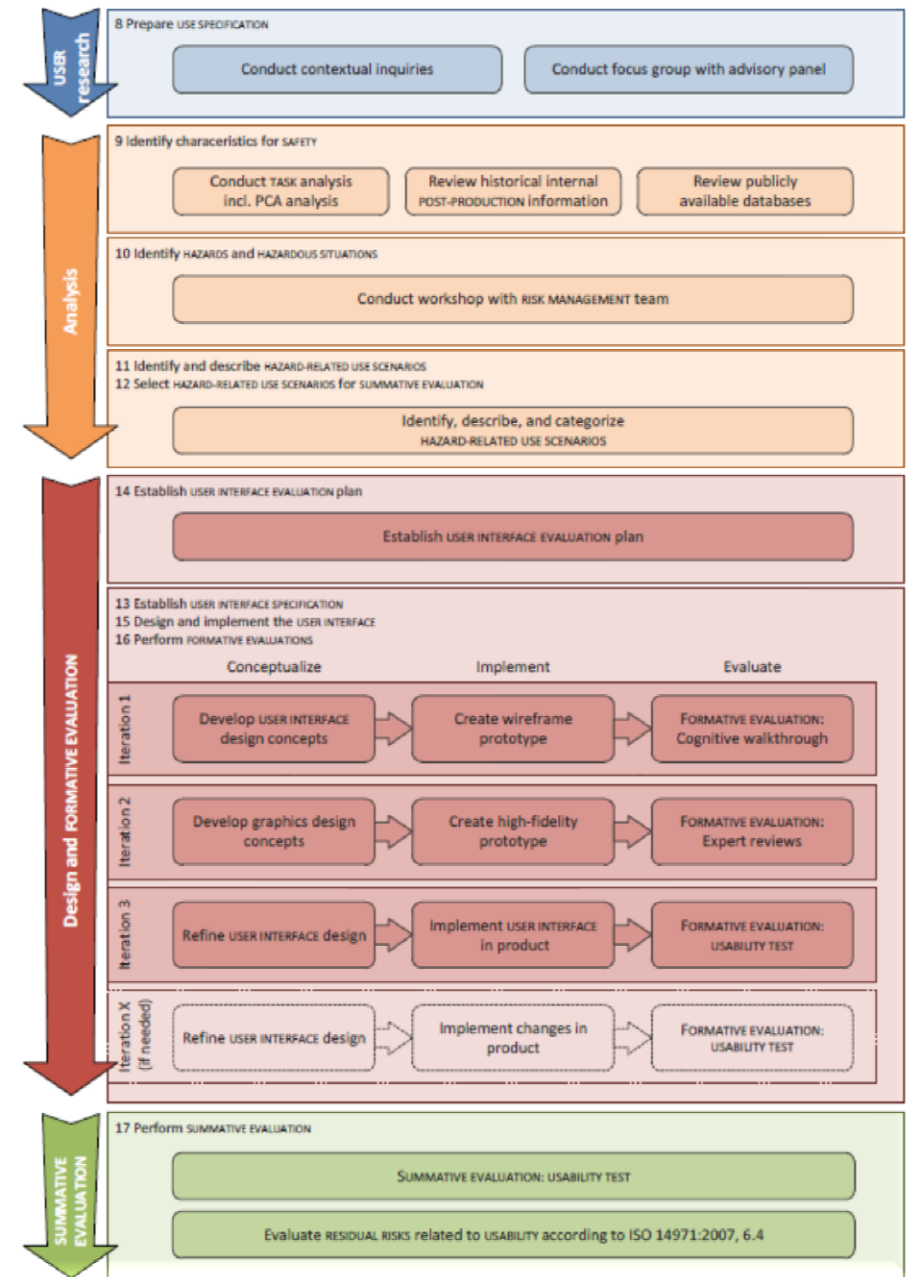 USER
research
8 Prepare USE SPECIFICATION
Conduct contextual inquiries
Conduct focus group with advisory panel
Analysis
9 Identify characeristics for SAFETY
Conduct TASK analysis
incl. PCA analysis
Review historical internal
POST-PRODUCTION information
Review publicly
available databases
10 Identify HAZARDS and HAZARDOUS SITUATIONS
Conduct workshop with RISK MANAGEMENT team
11 Identify and describe HAZARD-RELATED USE SCENARIOS
12 Select HAZARD-RELATED USE SCENARIOS for SUMMATIVE EVALUATION
Identify, describe, and categorize
HAZARD-RELATED USE SCENARIOS
Design and FORMATIVE EVALUATION
14 Establish USER INTERFACE EVALUATION plan
Establish USER INTERFACE EVALUATION plan
13 Establish USER INTERFACE SPECIFICATION
15 Design and implement the USER INTERFACE
16 Perform FORMATIVE EVALUATIONS
Conceptualize
Implement
Evaluate
Iteration 1
Develop USER INTERFACE
design concepts
Create wireframe
prototype
FORMATIVE EVALUATION:
Cognitive walkthrough
Iteration 2
Develop graphics design
concepts
Create high-fidelity
prototype
FORMATIVE EVALUATION:
Expert reviews
Iteration 3
Refine USER INTERFACE design
Implement USER INTERFACE
in product
FORMATIVE EVALUATION:
USABILITY TEST
Iteration X
(if needed)
Refine USER INTERFACE design
Implement changes in
product
FORMATIVE EVALUATION:
USABILITY TEST
SUMMATIVE
EVALUATION
17 Perform SUMMATIVE EVALUATION
SUMMATIVE EVALUATION: USABILITY TEST
Evaluate RESIDUAL RISKS related to USABILITY according to ISO 14971:2007, 6.4